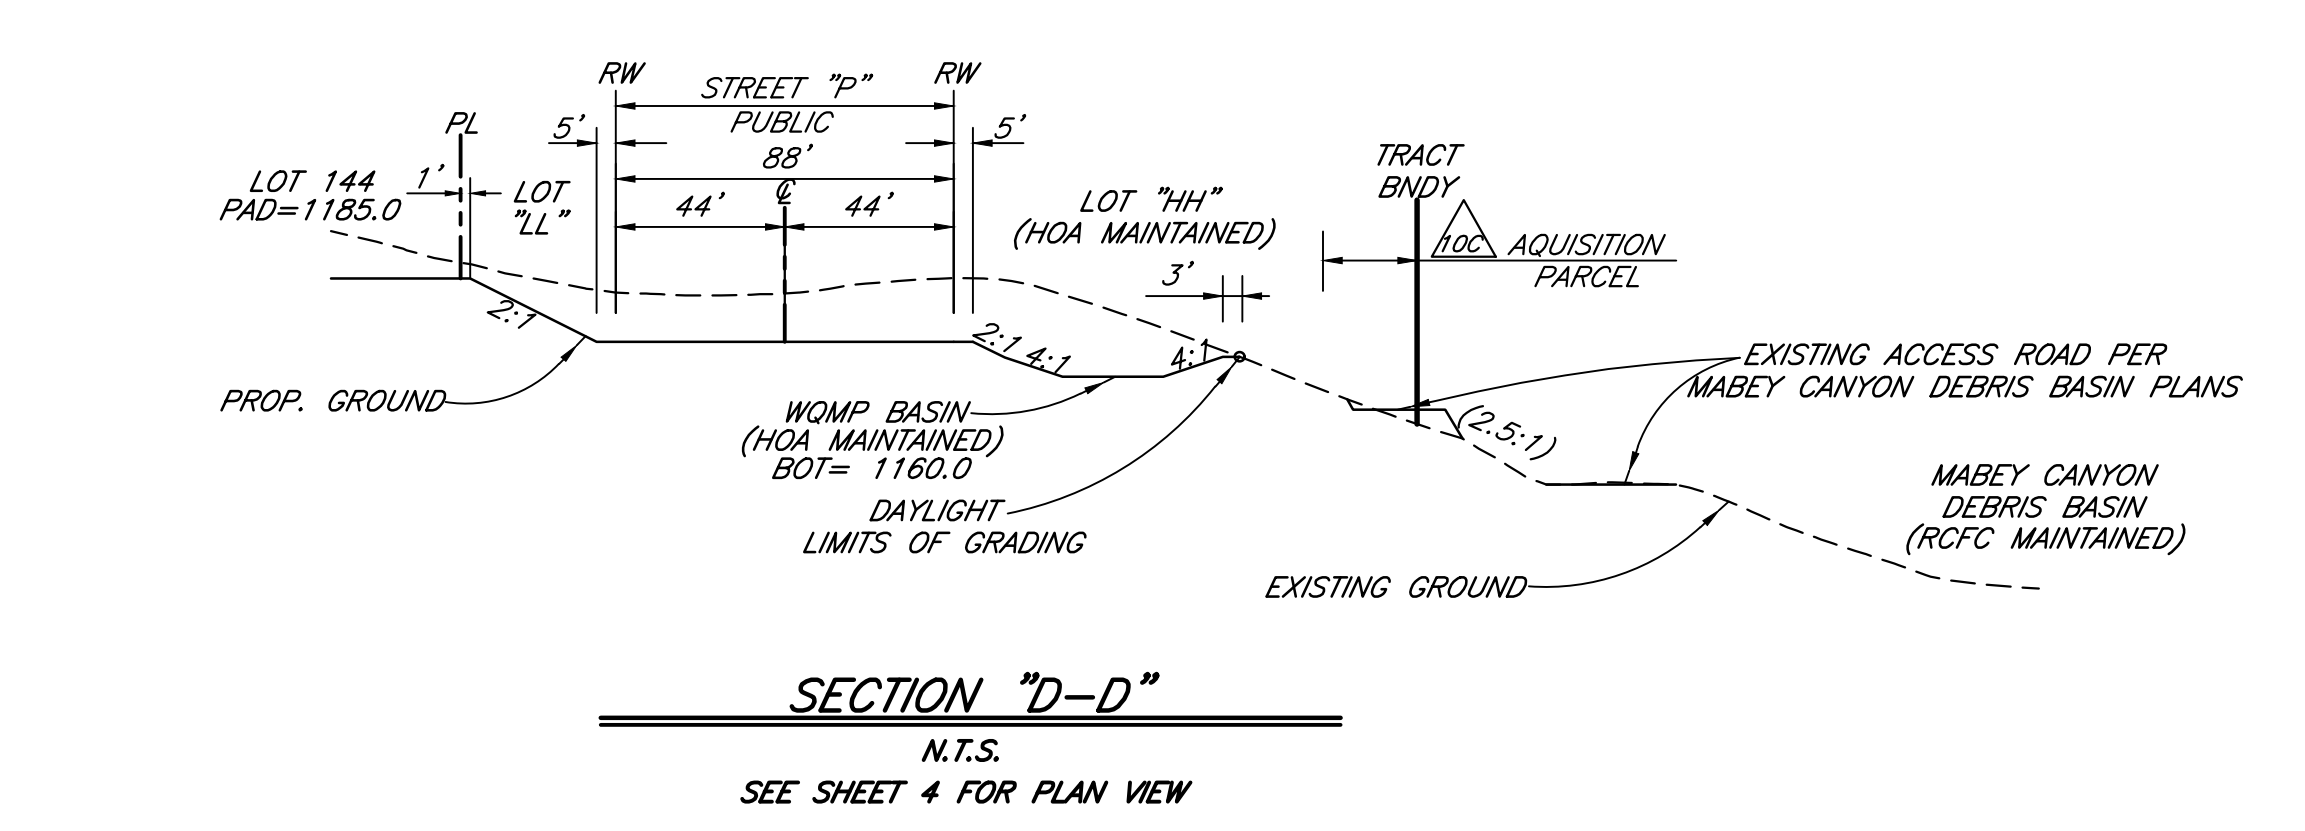 RW
STREET "P"
RW
PUBLIC
5'
5'
88'
PL
℄
44'
44'
LOT 144
PAD=1185.0
1'
LOT
"LL"
LOT "HH"
(HOA MAINTAINED)
3'
TRACT
BNDY
10C
AQUISITION
PARCEL
2:1
2:1
4:1
4:1
EXISTING ACCESS ROAD PER
MABEY CANYON DEBRIS BASIN PLANS
PROP. GROUND
WQMP BASIN
(HOA MAINTAINED)
BOT= 1160.0
(2.5:1)
DAYLIGHT
LIMITS OF GRADING
MABEY CANYON
DEBRIS BASIN
(RCFC MAINTAINED)
EXISTING GROUND
SECTION "D-D"
N.T.S.
SEE SHEET 4 FOR PLAN VIEW